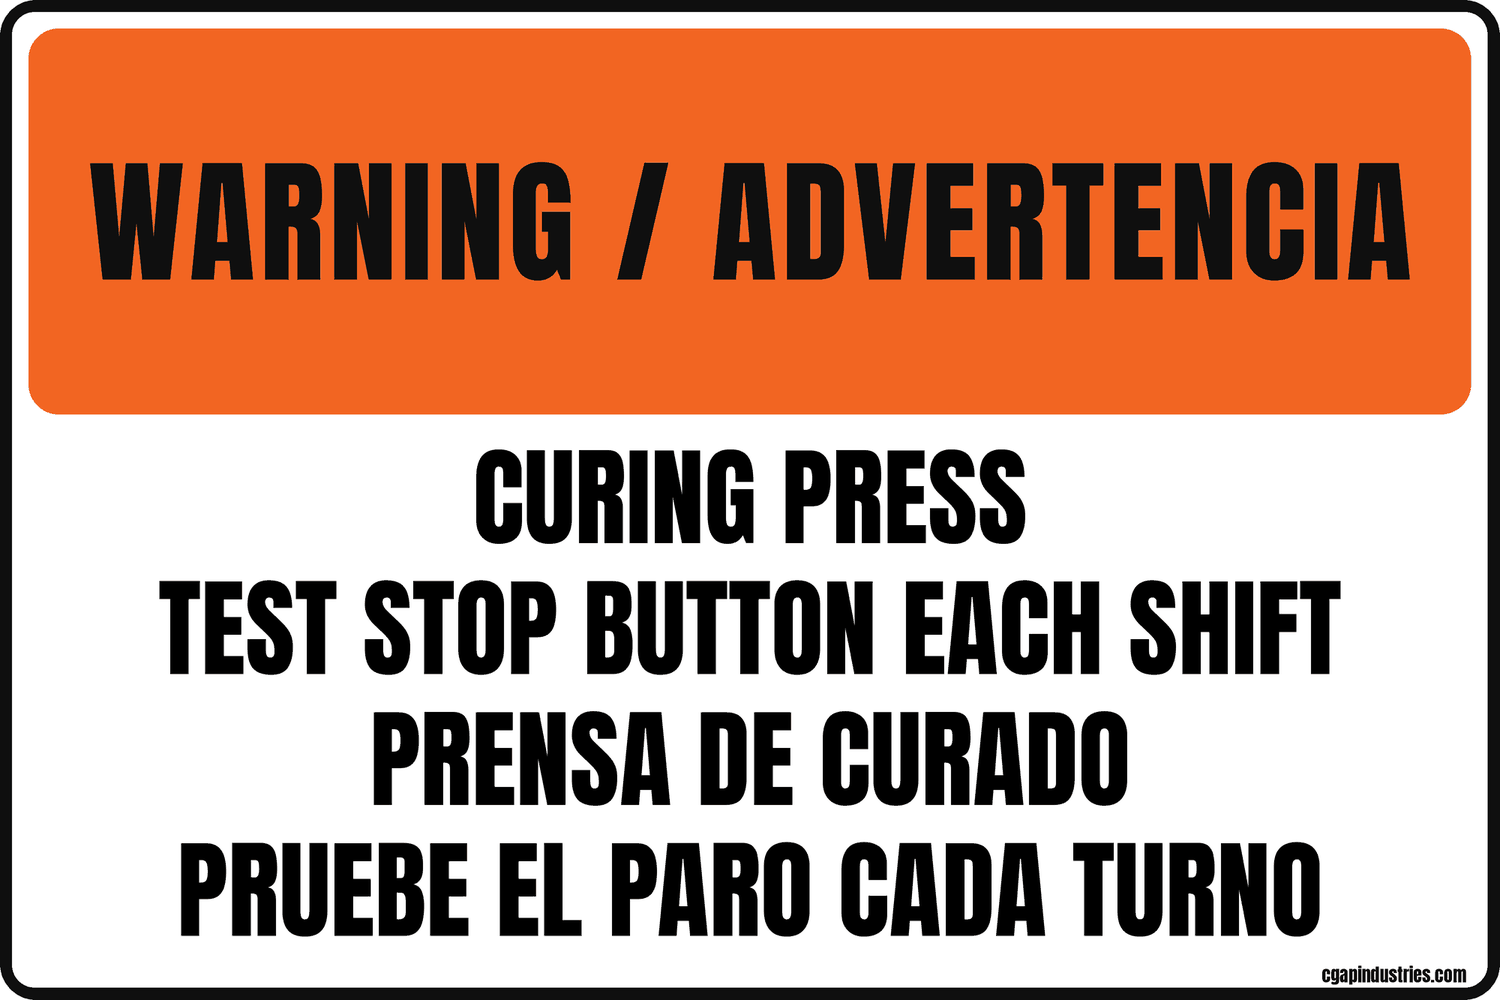 WARNING / ADVERTENCIA
CURING PRESS
TEST STOP BUTTON EACH SHIFT
PRENSA DE CURADO
PRUEBE EL PARO CADA TURNO
cgapindustries.com